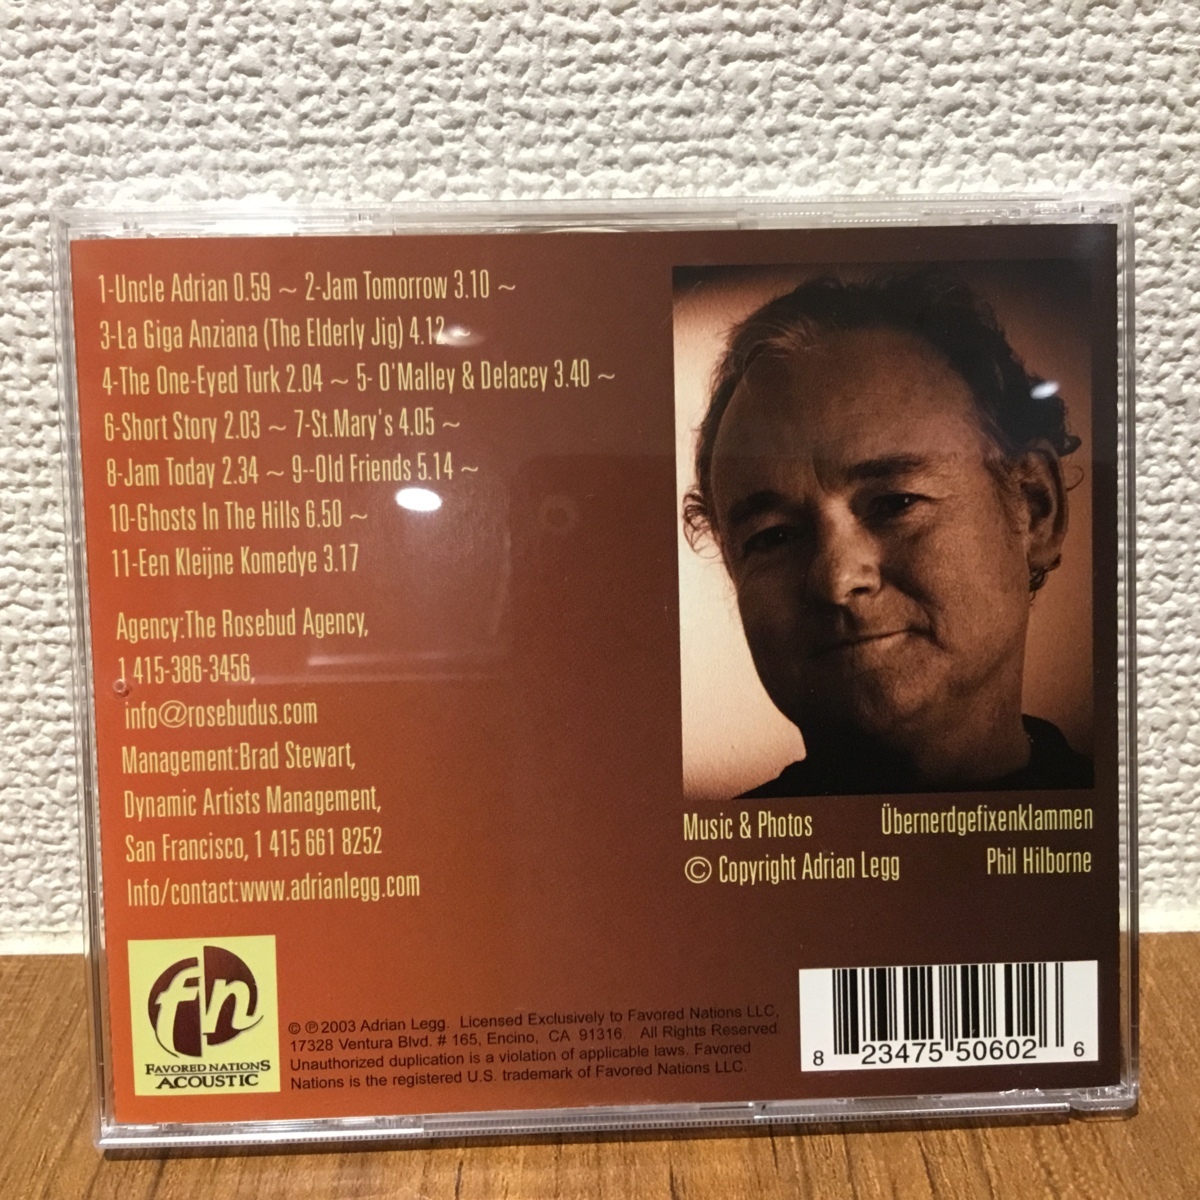 1-Uncle Adrian 0.59 ~ 2-Jam Tomorrow 3.10 ~
3-La Giga Anziana (The Elderly Jig) 4.12 ~
4-The One-Eyed Turk 2.04 ~ 5- O'Malley & Delacey 3.40 ~
6-Short Story 2.03 ~ 7-St.Mary's 4.05 ~
8-Jam Today 2.34 ~ 9--Old Friends 5.14 ~
10-Ghosts In The Hills 6.50 ~
11-Een Kleijne Komedye 3.17
Agency:The Rosebud Agency,
1 415-386-3456,
info@rosebudus.com
Management:Brad Stewart,
Dynamic Artists Management,
San Francisco, 1 415 661 8252
Info/contact:www.adrianlegg.com
Music & Photos
© Copyright Adrian Legg
Übernerdgefixenklammen
Phil Hilborne
fn
FAVORED NATIONS
ACOUSTIC
© ℗2003 Adrian Legg. Licensed Exclusively to Favored Nations LLC,
17328 Ventura Blvd. # 165, Encino, CA 91316. All Rights Reserved.
Unauthorized duplication is a violation of applicable laws. Favored
Nations is the registered U.S. trademark of Favored Nations LLC.
8 23475 50602 6